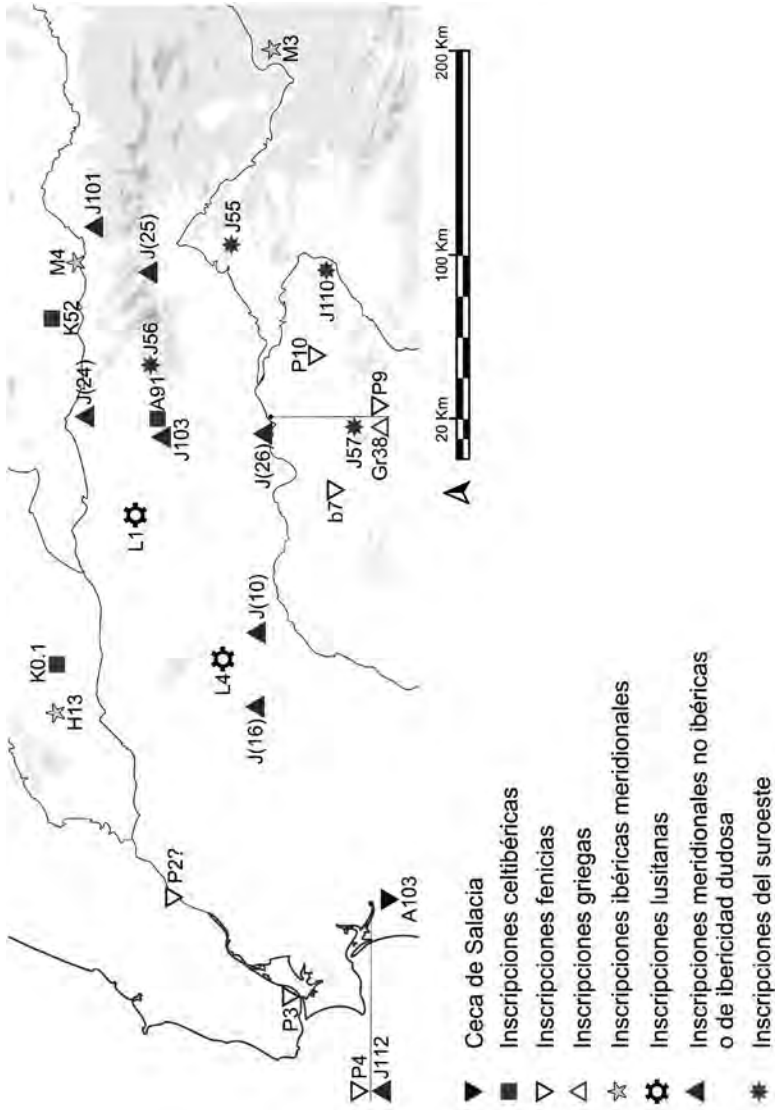 K0.1
H13
K52
M4
J(24)
J101
M3
P2?
L1
J56
A91
J103
J(25)
J55
P3
L4
J(16)
J(10)
J(26)
P10
J110
b7
J57
P9
Gr38
P4
J112
A103
20 Km
100 Km
200 Km
Ceca de Salacia
Inscripciones celtibéricas
Inscripciones fenicias
Inscripciones griegas
Inscripciones ibéricas meridionales
Inscripciones lusitanas
Inscripciones meridionales no ibéricas
o de ibericidad dudosa
Inscripciones del suroeste